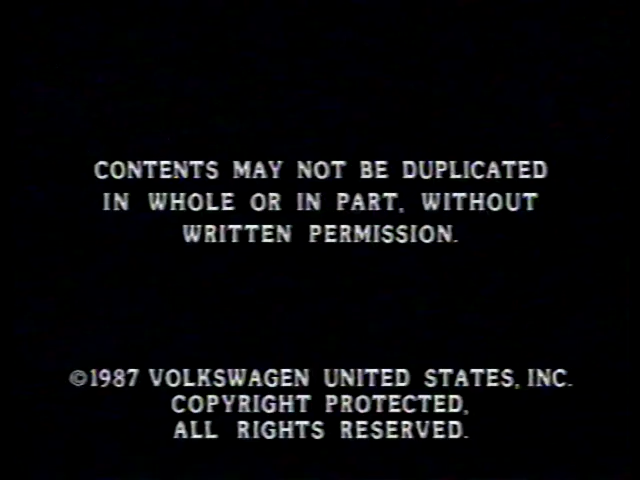 CONTENTS MAY NOT BE DUPLICATED
IN WHOLE OR IN PART, WITHOUT
WRITTEN PERMISSION.
©1987 VOLKSWAGEN UNITED STATES, INC.
COPYRIGHT PROTECTED,
ALL RIGHTS RESERVED.